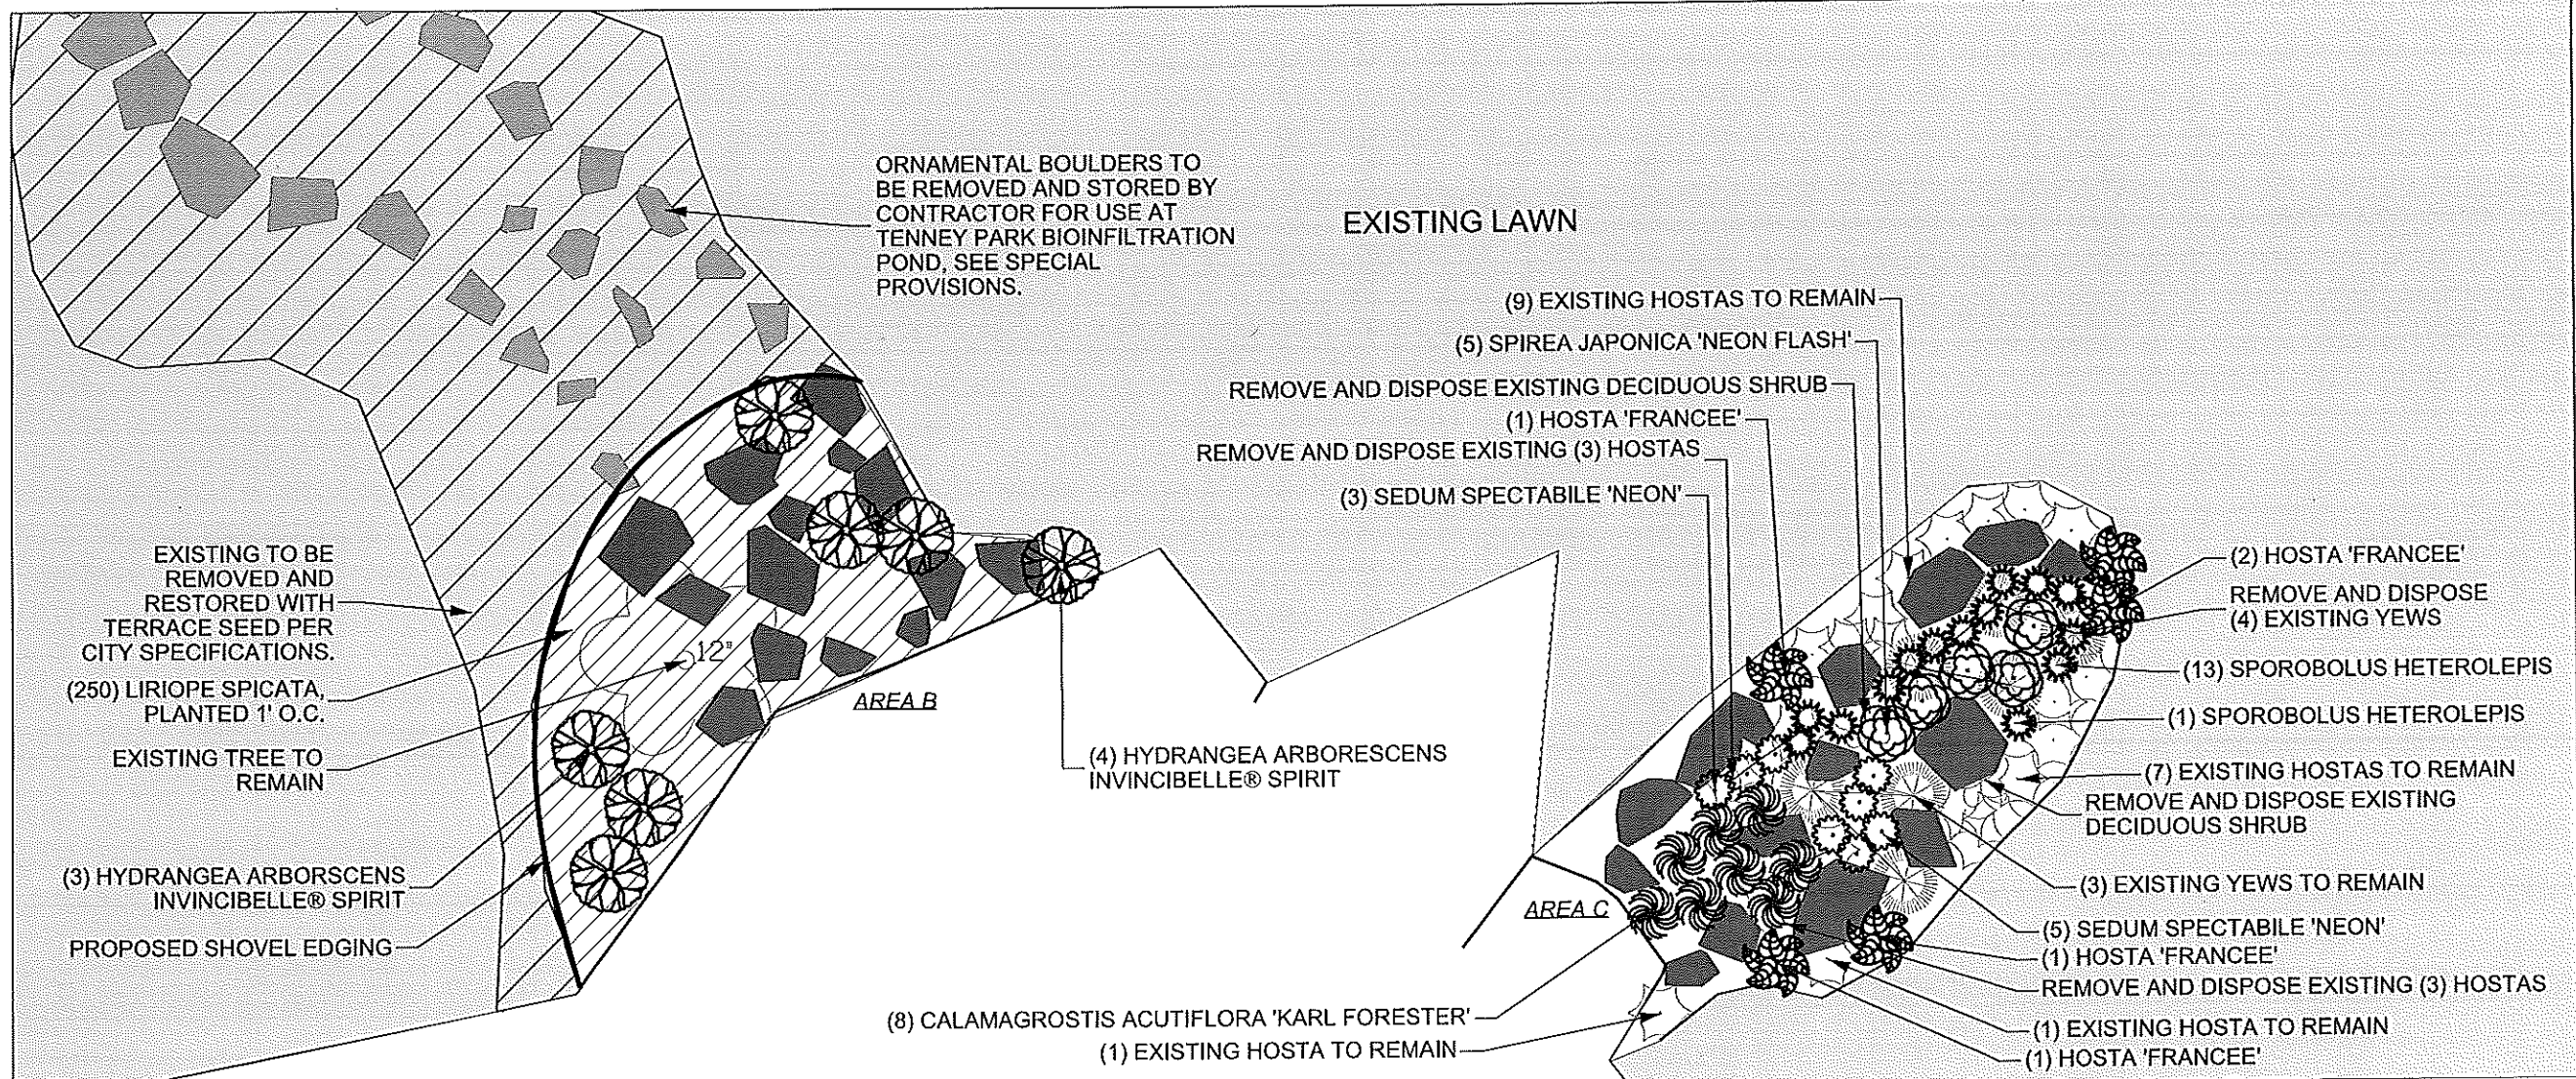 ORNAMENTAL BOULDERS TO
BE REMOVED AND STORED BY
CONTRACTOR FOR USE AT
TENNEY PARK BIOINFILTRATION
POND, SEE SPECIAL
PROVISIONS.
EXISTING LAWN
EXISTING TO BE
REMOVED AND
RESTORED WITH
TERRACE SEED PER
CITY SPECIFICATIONS.
(250) LIRIOPE SPICATA,
PLANTED 1' O.C.
EXISTING TREE TO
REMAIN
(3) HYDRANGEA ARBORSCENS
INVINCIBELLE® SPIRIT
PROPOSED SHOVEL EDGING
12"
AREA B
(4) HYDRANGEA ARBORESCENS
INVINCIBELLE® SPIRIT
(9) EXISTING HOSTAS TO REMAIN
(5) SPIREA JAPONICA 'NEON FLASH'
REMOVE AND DISPOSE EXISTING DECIDUOUS SHRUB
(1) HOSTA 'FRANCEE'
REMOVE AND DISPOSE EXISTING (3) HOSTAS
(3) SEDUM SPECTABILE 'NEON'
AREA C
(8) CALAMAGROSTIS ACUTIFLORA 'KARL FORESTER'
(1) EXISTING HOSTA TO REMAIN
(2) HOSTA 'FRANCEE'
REMOVE AND DISPOSE
(4) EXISTING YEWS
(13) SPOROBOLUS HETEROLEPIS
(1) SPOROBOLUS HETEROLEPIS
(7) EXISTING HOSTAS TO REMAIN
REMOVE AND DISPOSE EXISTING
DECIDUOUS SHRUB
(3) EXISTING YEWS TO REMAIN
(5) SEDUM SPECTABILE 'NEON'
(1) HOSTA 'FRANCEE'
REMOVE AND DISPOSE EXISTING (3) HOSTAS
(1) EXISTING HOSTA TO REMAIN
(1) HOSTA 'FRANCEE'